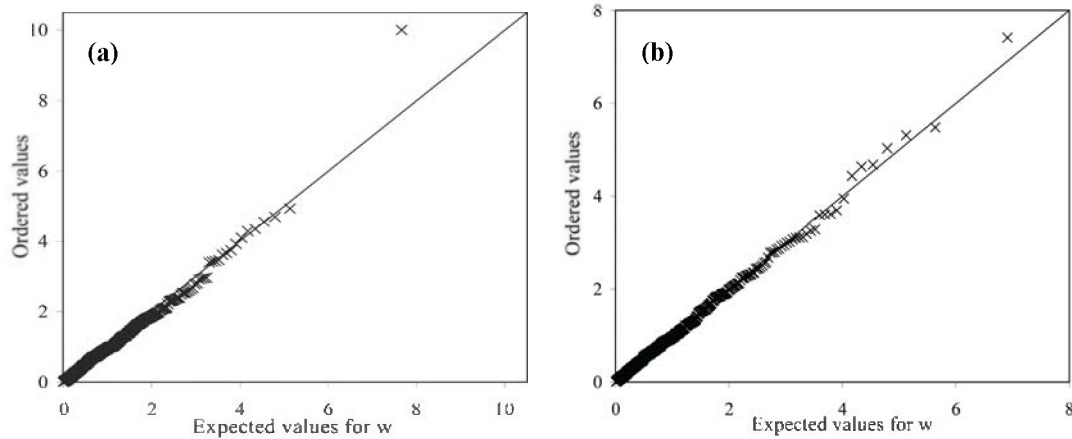 (a)
10
8
6
4
2
0
Ordered values
0 2 4 6 8 10
Expected values for w
(b)
8
6
4
2
0
Ordered values
0 2 4 6 8
Expected values for w